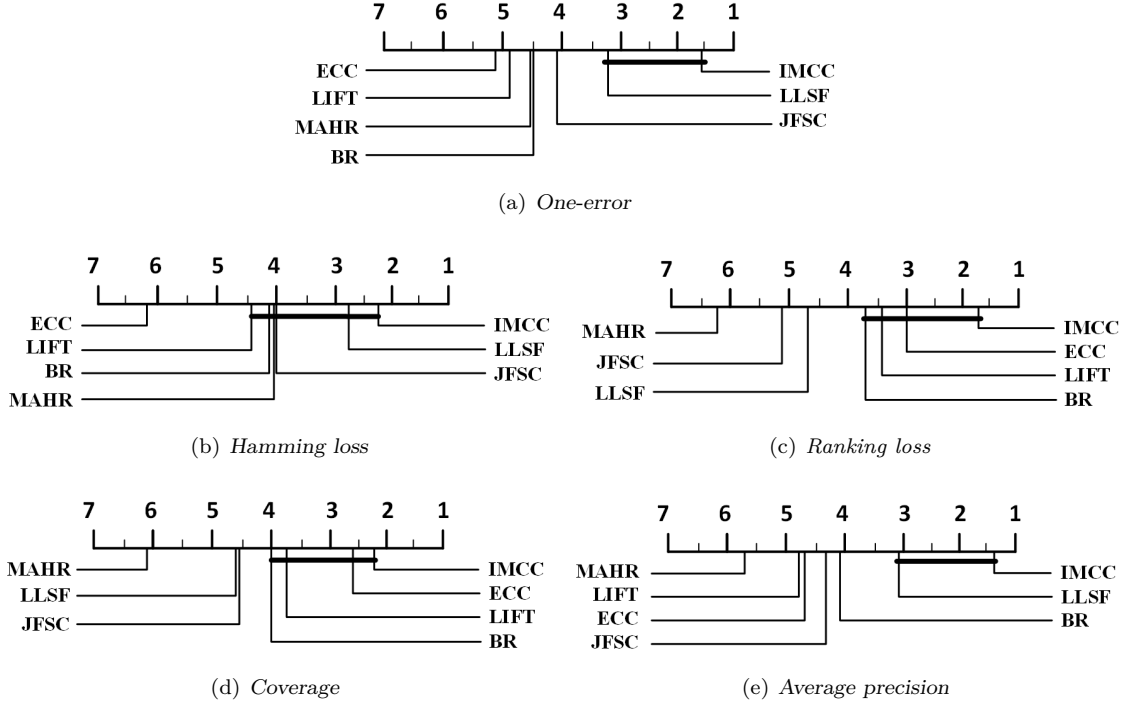 7 6 5 4 3 2 1
ECC IMCC
LIFT LLSF
MAHR JFSC
BR
(a) One-error
7 6 5 4 3 2 1
ECC IMCC
LIFT LLSF
BR JFSC
MAHR
(b) Hamming loss
7 6 5 4 3 2 1
MAHR IMCC
JFSC ECC
LLSF LIFT
BR
(c) Ranking loss
7 6 5 4 3 2 1
MAHR IMCC
LLSF ECC
JFSC LIFT
BR
(d) Coverage
7 6 5 4 3 2 1
MAHR IMCC
LIFT LLSF
ECC BR
JFSC
(e) Average precision